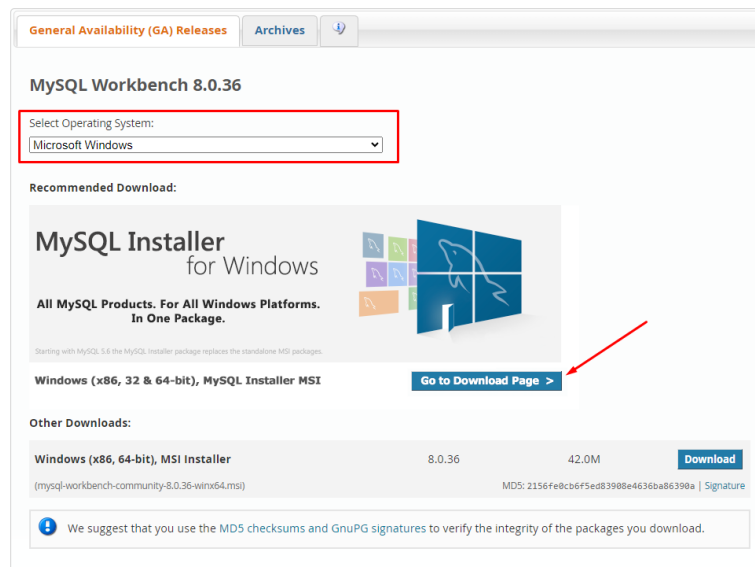 General Availability (GA) Releases
Archives
MySQL Workbench 8.0.36
Select Operating System:
Microsoft Windows
Recommended Download:
MySQL Installer
for Windows
All MySQL Products. For All Windows Platforms.
In One Package.
Starting with MySQL 5.6 the MySQL Installer package replaces the standalone MSI packages.
Windows (x86, 32 & 64-bit), MySQL Installer MSI
Go to Download Page >
Other Downloads:
Windows (x86, 64-bit), MSI Installer 8.0.36 42.0M Download
(mysql-workbench-community-8.0.36-winx64.msi) MD5: 2156fe0cb6f5ed83908e4636ba86390a | Signature
We suggest that you use the MD5 checksums and GnuPG signatures to verify the integrity of the packages you download.